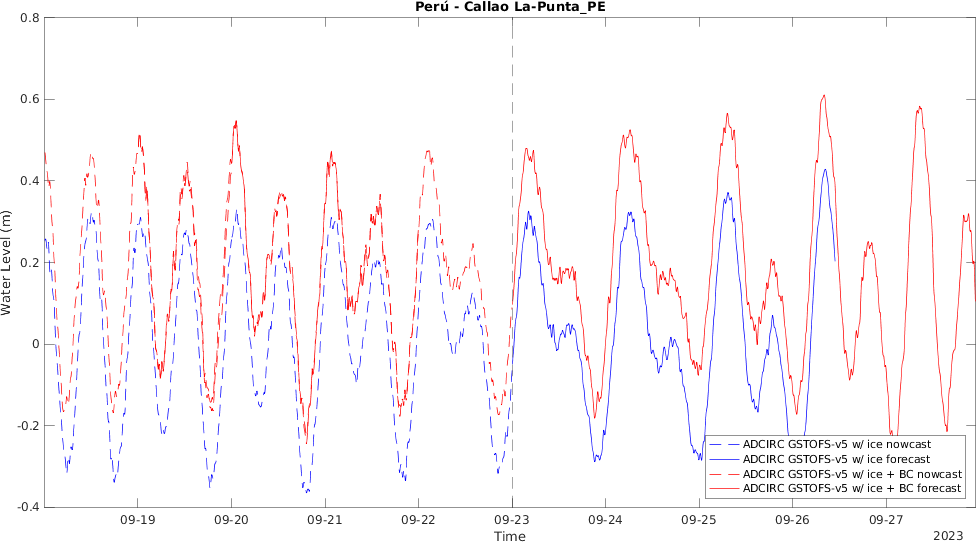 Perú - Callao La-Punta_PE
0.8
0.6
0.4
0.2
0
-0.2
-0.4
Water Level (m)
09-19 09-20 09-21 09-22 09-23 09-24 09-25 09-26 09-27
Time
2023
ADCIRC GSTOFS-v5 w/ ice nowcast
ADCIRC GSTOFS-v5 w/ ice forecast
ADCIRC GSTOFS-v5 w/ ice + BC nowcast
ADCIRC GSTOFS-v5 w/ ice + BC forecast